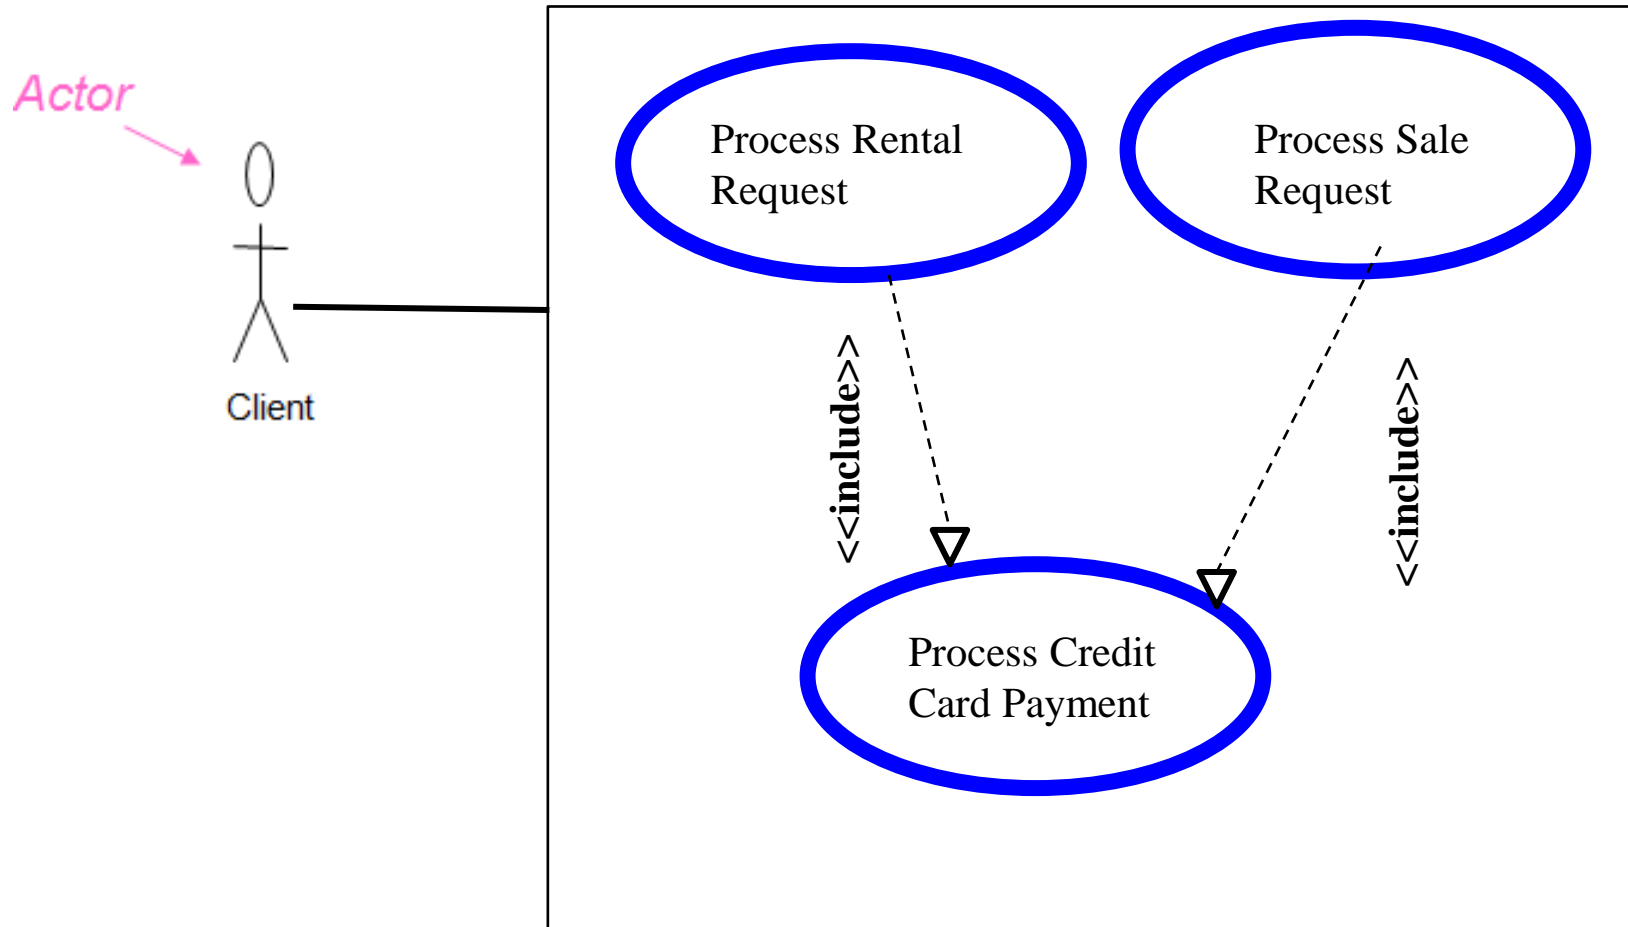 Actor
Client
Process Rental
Request
Process Sale
Request
<<include>>
<<include>>
Process Credit
Card Payment